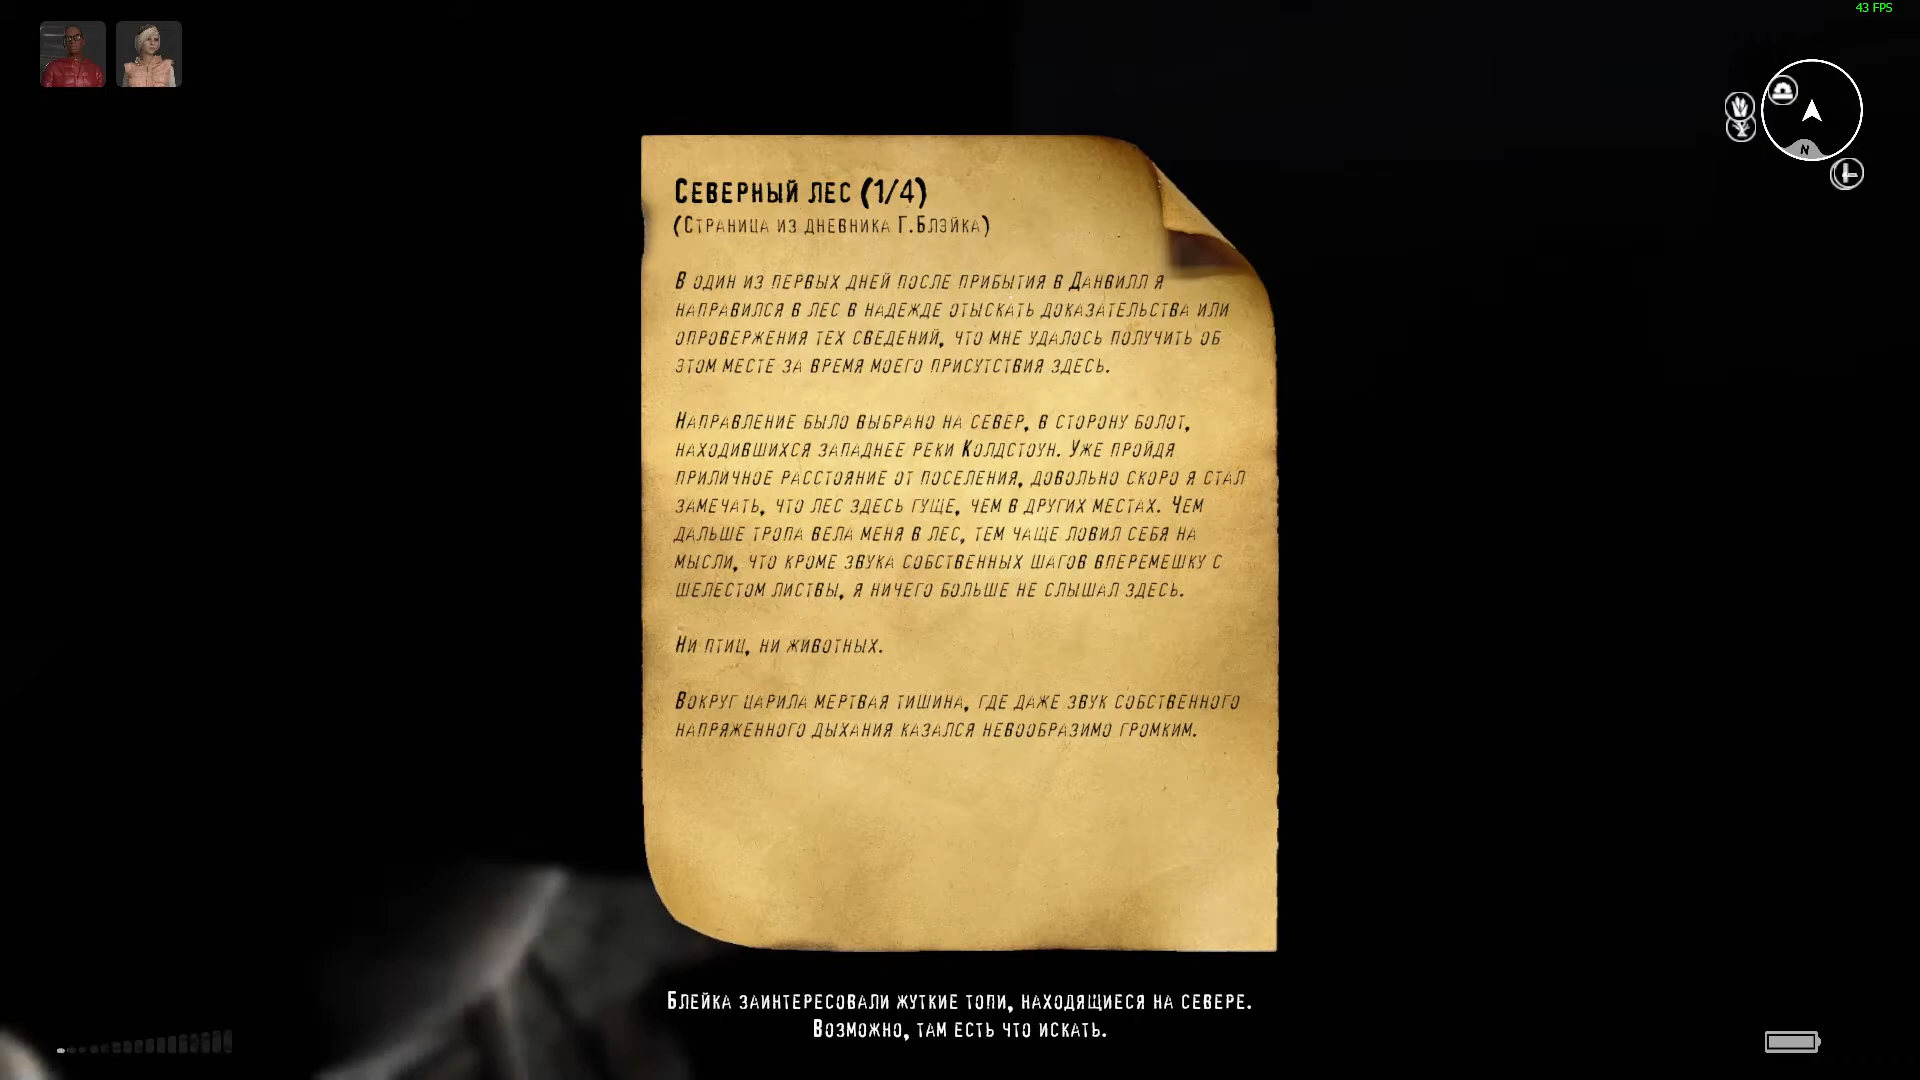 43 FPS
N
Северный лес (1/4)
(Страница из дневника Г.Блэйка)
В один из первых дней после прибытия в Данвилл я
направился в лес в надежде отыскать доказательства или
опровержения тех сведений, что мне удалось получить об
этом месте за время моего присутствия здесь.
Направление было выбрано на север, в сторону болот,
находившихся западнее реки Колдстоун. Уже пройдя
приличное расстояние от поселения, довольно скоро я стал
замечать, что лес здесь гуще, чем в других местах. Чем
дальше тропа вела меня в лес, тем чаще ловил себя на
мысли, что кроме звука собственных шагов вперемешку с
шелестом листвы, я ничего больше не слышал здесь.
Ни птиц, ни животных.
Вокруг царила мертвая тишина, где даже звук собственного
напряженного дыхания казался невообразимо громким.
Блейка заинтересовали жуткие топи, находящиеся на севере.
Возможно, там есть что искать.